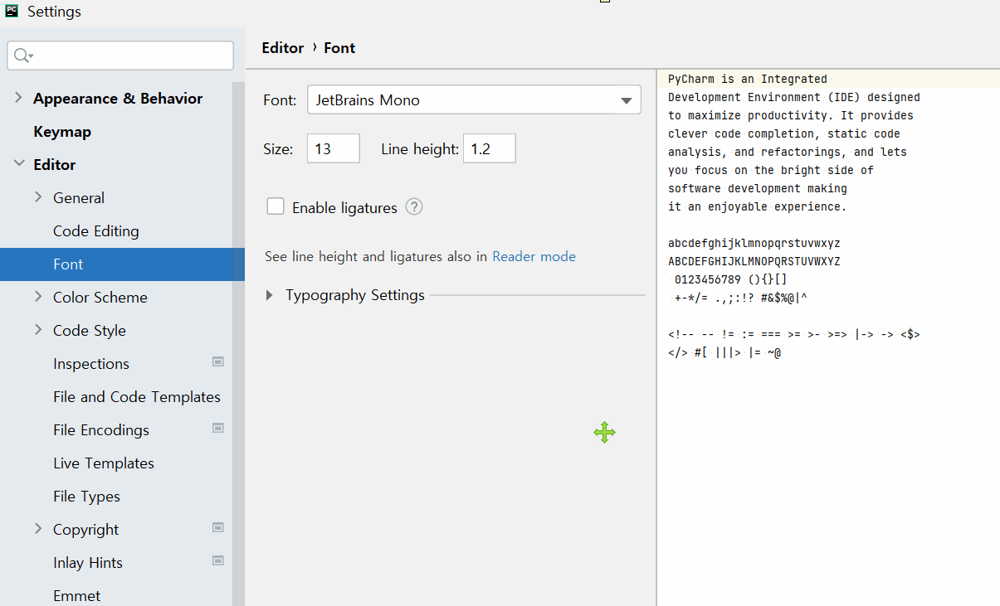 PC Settings
Editor › Font
Appearance & Behavior
Keymap
Editor
General
Code Editing
Font
Color Scheme
Code Style
Inspections
File and Code Templates
File Encodings
Live Templates
File Types
Copyright
Inlay Hints
Emmet
Font: JetBrains Mono
Size: 13 Line height: 1.2
Enable ligatures ?
See line height and ligatures also in Reader mode
Typography Settings
PyCharm is an Integrated
Development Environment (IDE) designed
to maximize productivity. It provides
clever code completion, static code
analysis, and refactorings, and lets
you focus on the bright side of
software development making
it an enjoyable experience.
abcdefghijklmnopqrstuvwxyz
ABCDEFGHIJKLMNOPQRSTUVWXYZ
0123456789 (){}[]
+-*/= .,;:!? #&$%@|^
<!-- -- != := === >= >- >=> |-> -> <$>
</> #[ |||> |= ~@